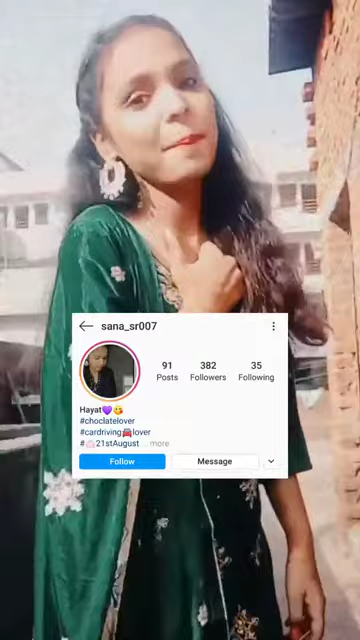 sana_sr007
91 382 35
Posts Followers Following
Hayat💜😘
#choclatelover
#cardriving🚘lover
#🌸21stAugust ... more
Follow Message